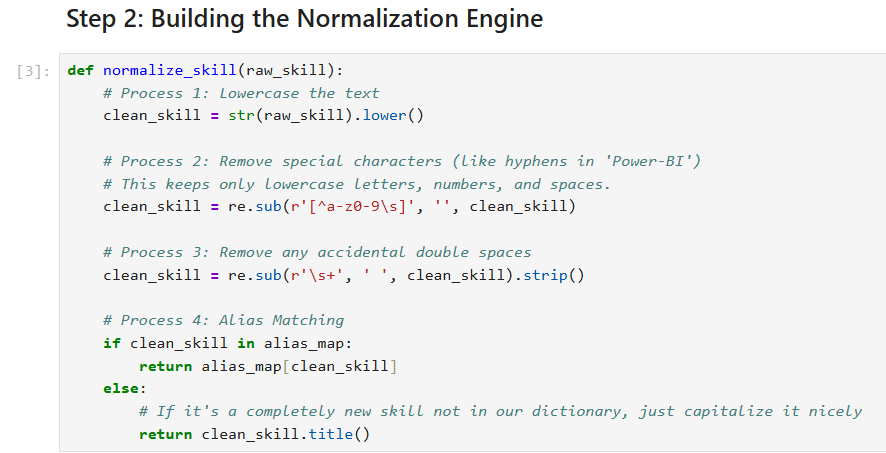 Step 2: Building the Normalization Engine
[3]: def normalize_skill(raw_skill):
# Process 1: Lowercase the text
clean_skill = str(raw_skill).lower()
# Process 2: Remove special characters (like hyphens in 'Power-BI')
# This keeps only lowercase letters, numbers, and spaces.
clean_skill = re.sub(r'[^a-z0-9\s]', '', clean_skill)
# Process 3: Remove any accidental double spaces
clean_skill = re.sub(r'\s+', ' ', clean_skill).strip()
# Process 4: Alias Matching
if clean_skill in alias_map:
return alias_map[clean_skill]
else:
# If it's a completely new skill not in our dictionary, just capitalize it nicely
return clean_skill.title()